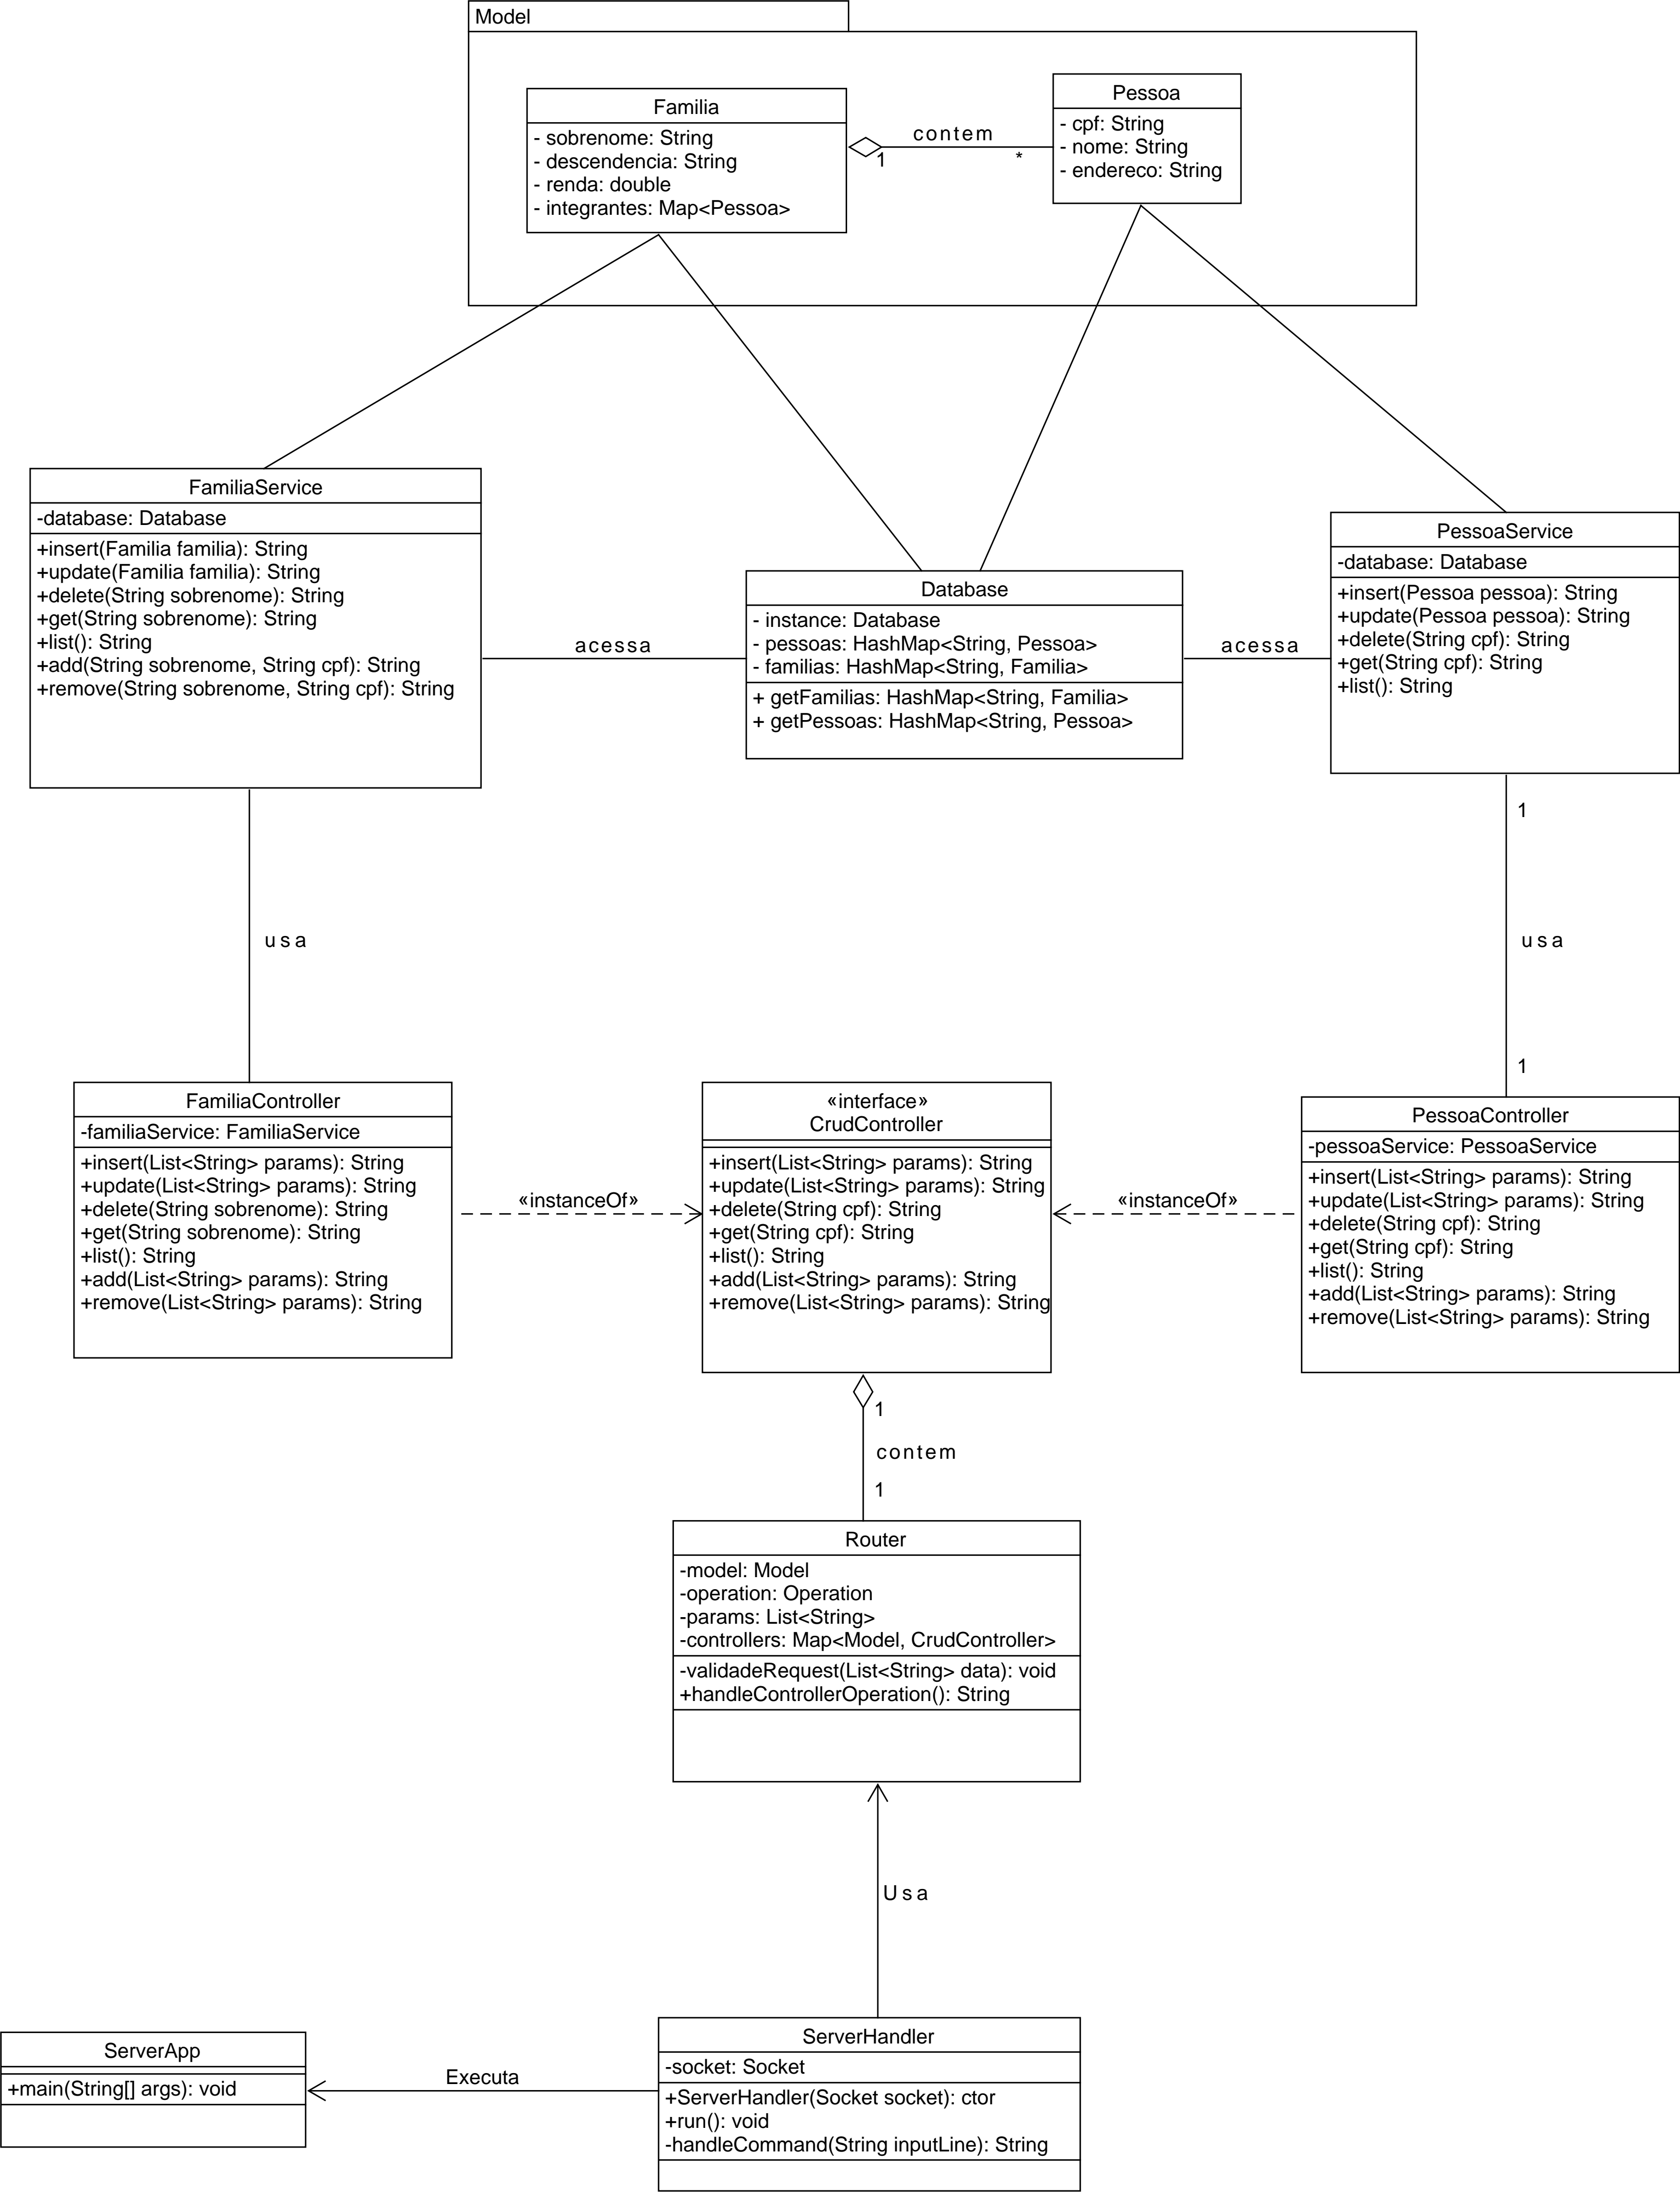 Model
Familia
- sobrenome: String
- descendencia: String
- renda: double
- integrantes: Map<Pessoa>
contem
1
*
Pessoa
- cpf: String
- nome: String
- endereco: String
FamiliaService
-database: Database
+insert(Familia familia): String
+update(Familia familia): String
+delete(String sobrenome): String
+get(String sobrenome): String
+list(): String
+add(String sobrenome, String cpf): String
+remove(String sobrenome, String cpf): String
acessa
Database
- instance: Database
- pessoas: HashMap<String, Pessoa>
- familias: HashMap<String, Familia>
+ getFamilias: HashMap<String, Familia>
+ getPessoas: HashMap<String, Pessoa>
acessa
PessoaService
-database: Database
+insert(Pessoa pessoa): String
+update(Pessoa pessoa): String
+delete(String cpf): String
+get(String cpf): String
+list(): String
usa
1
usa
1
FamiliaController
-familiaService: FamiliaService
+insert(List<String> params): String
+update(List<String> params): String
+delete(String sobrenome): String
+get(String sobrenome): String
+list(): String
+add(List<String> params): String
+remove(List<String> params): String
«instanceOf»
«interface»
CrudController
+insert(List<String> params): String
+update(List<String> params): String
+delete(String cpf): String
+get(String cpf): String
+list(): String
+add(List<String> params): String
+remove(List<String> params): String
«instanceOf»
PessoaController
-pessoaService: PessoaService
+insert(List<String> params): String
+update(List<String> params): String
+delete(String cpf): String
+get(String cpf): String
+list(): String
+add(List<String> params): String
+remove(List<String> params): String
1
contem
1
Router
-model: Model
-operation: Operation
-params: List<String>
-controllers: Map<Model, CrudController>
-validadeRequest(List<String> data): void
+handleControllerOperation(): String
Usa
ServerApp
+main(String[] args): void
Executa
ServerHandler
-socket: Socket
+ServerHandler(Socket socket): ctor
+run(): void
-handleCommand(String inputLine): String